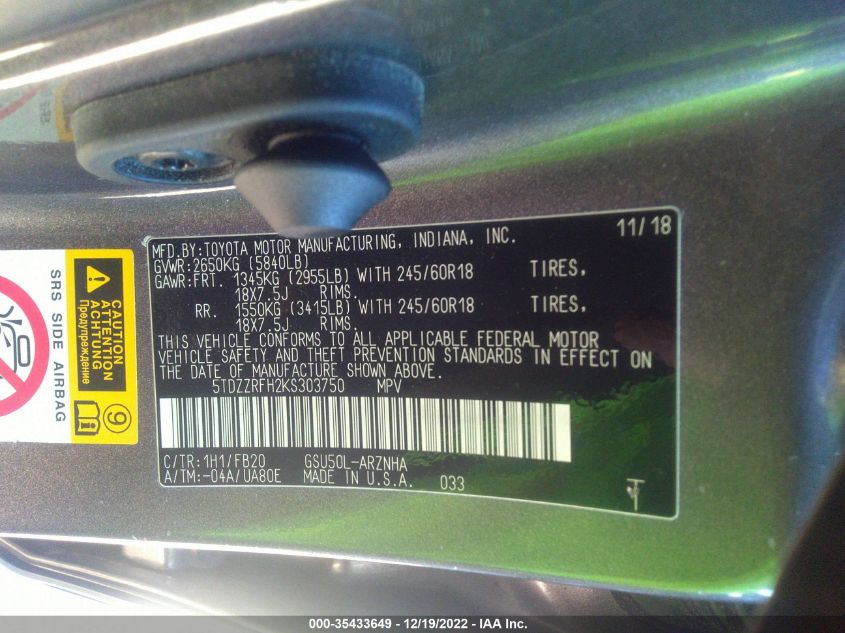 MFD.BY:TOYOTA MOTOR MANUFACTURING, INDIANA, INC. 11/18
GVWR:2650KG (5840LB)
GAWR:FRT. 1345KG (2955LB) WITH 245/60R18 TIRES,
18X7.5J RIMS.
RR. 1550KG (3415LB) WITH 245/60R18 TIRES,
18X7.5J RIMS.
THIS VEHICLE CONFORMS TO ALL APPLICABLE FEDERAL MOTOR
VEHICLE SAFETY AND THEFT PREVENTION STANDARDS IN EFFECT ON
THE DATE OF MANUFACTURE SHOWN ABOVE.
5TDZZRFH2KS303750 MPV
C/TR:1H1/FB20 GSU50L-ARZNHA
A/TM:-04A/UA80E MADE IN U.S.A. 033
CAUTION
ATTENTION
ACHTUNG
Предупреждение
SRS SIDE AIRBAG
9
000-35433649 - 12/19/2022 - IAA Inc.